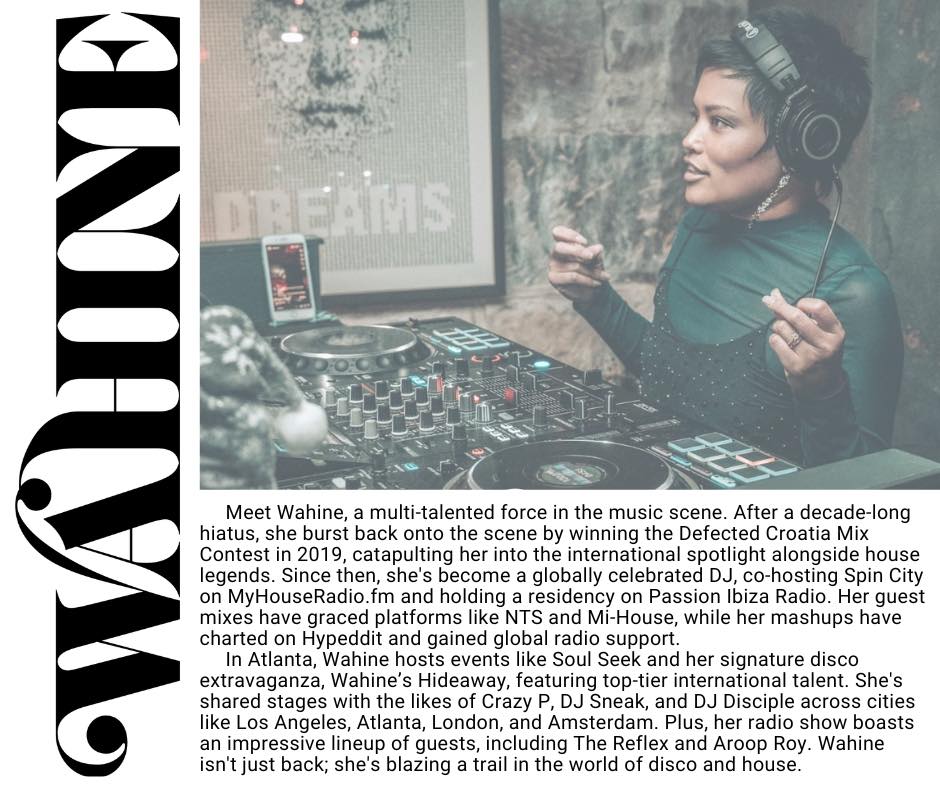 WAHINE
DREAMS
Meet Wahine, a multi-talented force in the music scene. After a decade-long
hiatus, she burst back onto the scene by winning the Defected Croatia Mix
Contest in 2019, catapulting her into the international spotlight alongside house
legends. Since then, she's become a globally celebrated DJ, co-hosting Spin City
on MyHouseRadio.fm and holding a residency on Passion Ibiza Radio. Her guest
mixes have graced platforms like NTS and Mi-House, while her mashups have
charted on Hypeddit and gained global radio support.
In Atlanta, Wahine hosts events like Soul Seek and her signature disco
extravaganza, Wahine’s Hideaway, featuring top-tier international talent. She's
shared stages with the likes of Crazy P, DJ Sneak, and DJ Disciple across cities
like Los Angeles, Atlanta, London, and Amsterdam. Plus, her radio show boasts
an impressive lineup of guests, including The Reflex and Aroop Roy. Wahine
isn't just back; she's blazing a trail in the world of disco and house.